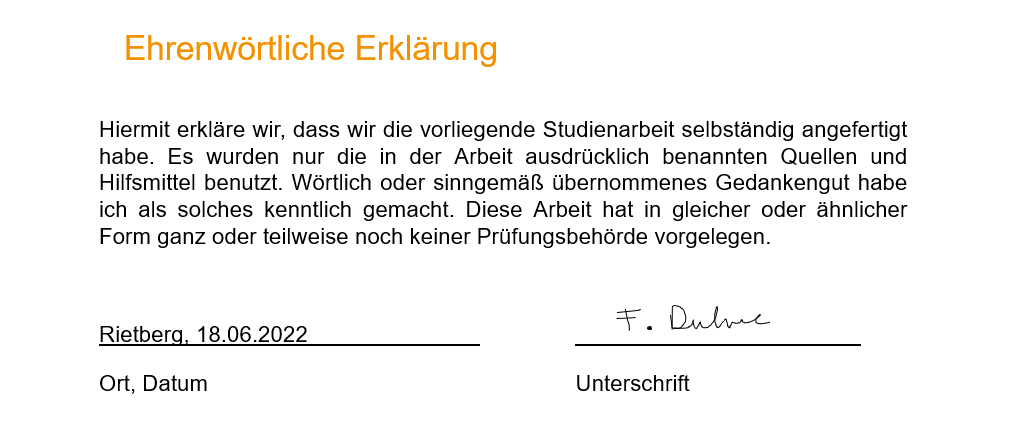 Ehrenwörtliche Erklärung
Hiermit erkläre wir, dass wir die vorliegende Studienarbeit selbständig angefertigt
habe. Es wurden nur die in der Arbeit ausdrücklich benannten Quellen und
Hilfsmittel benutzt. Wörtlich oder sinngemäß übernommenes Gedankengut habe
ich als solches kenntlich gemacht. Diese Arbeit hat in gleicher oder ähnlicher
Form ganz oder teilweise noch keiner Prüfungsbehörde vorgelegen.
F.
Rietberg, 18.06.2022
Ort, Datum
Unterschrift